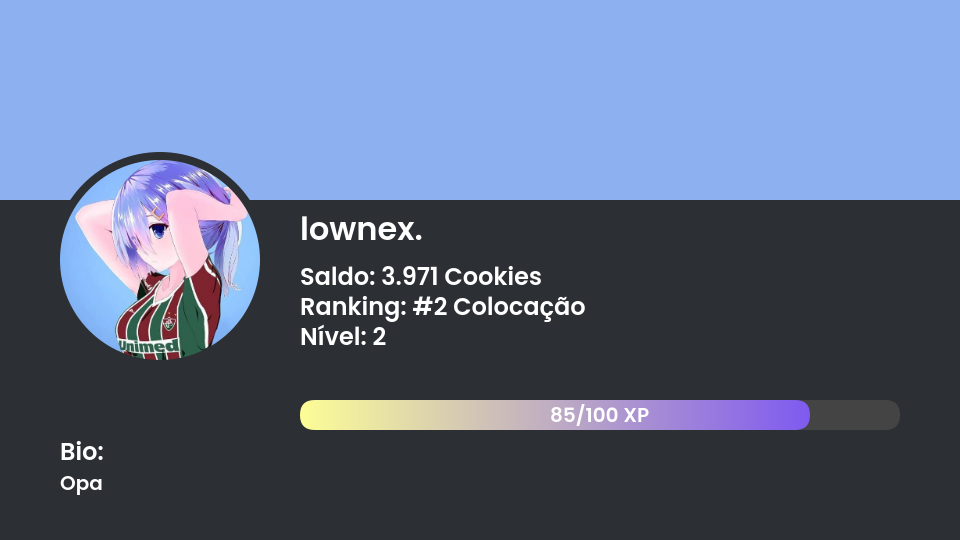 lownex.
Saldo: 3.971 Cookies
Ranking: #2 Colocação
Nível: 2
85/100 XP
Bio:
Opa
Unimed